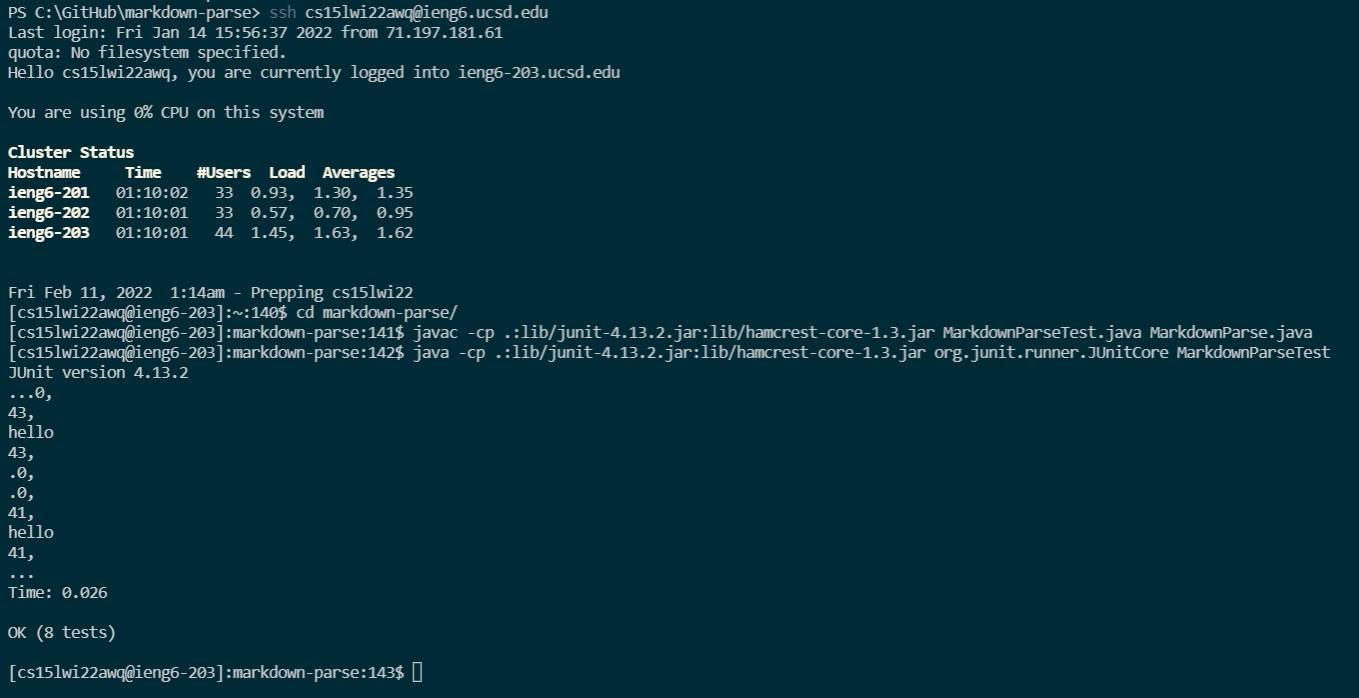 PS C:\GitHub\markdown-parse> ssh cs15lwi22awq@ieng6.ucsd.edu
Last login: Fri Jan 14 15:56:37 2022 from 71.197.181.61
quota: No filesystem specified.
Hello cs15lwi22awq, you are currently logged into ieng6-203.ucsd.edu
You are using 0% CPU on this system
Cluster Status
Hostname     Time    #Users  Load  Averages
ieng6-201   01:10:02   33  0.93,  1.30,  1.35
ieng6-202   01:10:01   33  0.57,  0.70,  0.95
ieng6-203   01:10:01   44  1.45,  1.63,  1.62
Fri Feb 11, 2022  1:14am - Prepping cs15lwi22
[cs15lwi22awq@ieng6-203]:~:140$ cd markdown-parse/
[cs15lwi22awq@ieng6-203]:markdown-parse:141$ javac -cp .:lib/junit-4.13.2.jar:lib/hamcrest-core-1.3.jar MarkdownParseTest.java MarkdownParse.java
[cs15lwi22awq@ieng6-203]:markdown-parse:142$ java -cp .:lib/junit-4.13.2.jar:lib/hamcrest-core-1.3.jar org.junit.runner.JUnitCore MarkdownParseTest
JUnit version 4.13.2
...0,
43,
hello
43,
.0,
.0,
41,
hello
41,
...
Time: 0.026
OK (8 tests)
[cs15lwi22awq@ieng6-203]:markdown-parse:143$